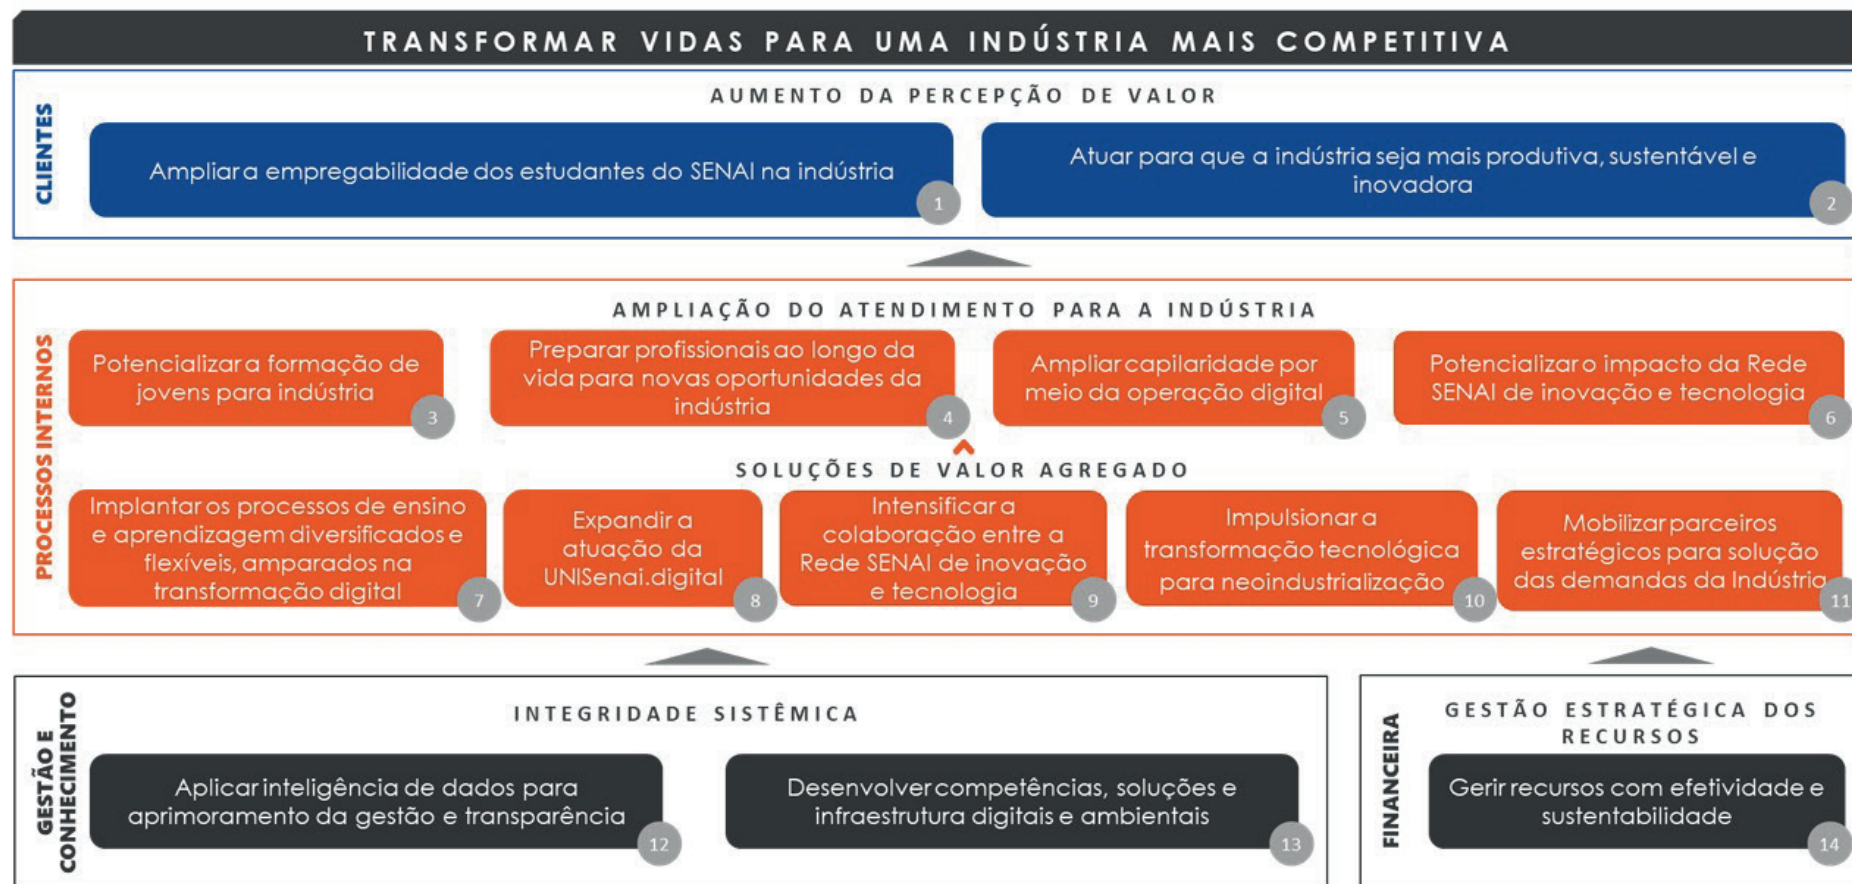 TRANSFORMAR VIDAS PARA UMA INDÚSTRIA MAIS COMPETITIVA
CLIENTES
AUMENTO DA PERCEPÇÃO DE VALOR
Ampliar a empregabilidade dos estudantes do SENAI na indústria
1
Atuar para que a indústria seja mais produtiva, sustentável e
inovadora
2
PROCESSOS INTERNOS
AMPLIAÇÃO DO ATENDIMENTO PARA A INDÚSTRIA
Potencializar a formação de
jovens para indústria
3
Preparar profissionais ao longo da
vida para novas oportunidades da
indústria
4
Ampliar capilaridade por
meio da operação digital
5
Potencializar o impacto da Rede
SENAI de inovação e tecnologia
6
SOLUÇÕES DE VALOR AGREGADO
Implantar os processos de ensino
e aprendizagem diversificados e
flexíveis, amparados na
transformação digital
7
Expandir a
atuação da
UNISenai.digital
8
Intensificar a
colaboração entre a
Rede SENAI de inovação
e tecnologia
9
Impulsionar a
transformação tecnológica
para neoindustrialização
10
Mobilizar parceiros
estratégicos para solução
das demandas da Indústria
11
GESTÃO E
CONHECIMENTO
INTEGRIDADE SISTÊMICA
Aplicar inteligência de dados para
aprimoramento da gestão e transparência
12
Desenvolver competências, soluções e
infraestrutura digitais e ambientais
13
FINANCEIRA
GESTÃO ESTRATÉGICA DOS
RECURSOS
Gerir recursos com efetividade e
sustentabilidade
14